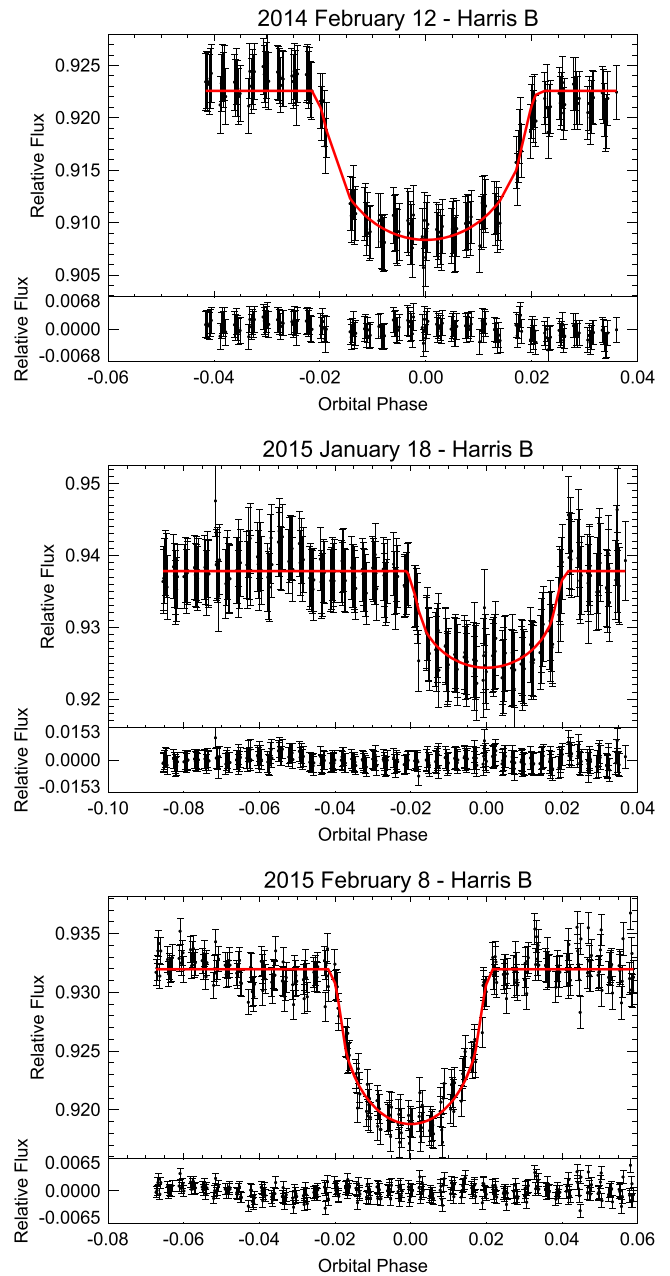 2014 February 12 - Harris B
0.925
0.920
0.915
0.910
0.905
Relative Flux
0.0068
0.0000
-0.0068
Relative Flux
-0.06 -0.04 -0.02 0.00 0.02 0.04
Orbital Phase
2015 January 18 - Harris B
0.95
0.94
0.93
0.92
Relative Flux
0.0153
0.0000
-0.0153
Relative Flux
-0.10 -0.08 -0.06 -0.04 -0.02 0.00 0.02 0.04
Orbital Phase
2015 February 8 - Harris B
0.935
0.930
0.925
0.920
Relative Flux
0.0065
0.0000
-0.0065
Relative Flux
-0.08 -0.06 -0.04 -0.02 0.00 0.02 0.04 0.06
Orbital Phase